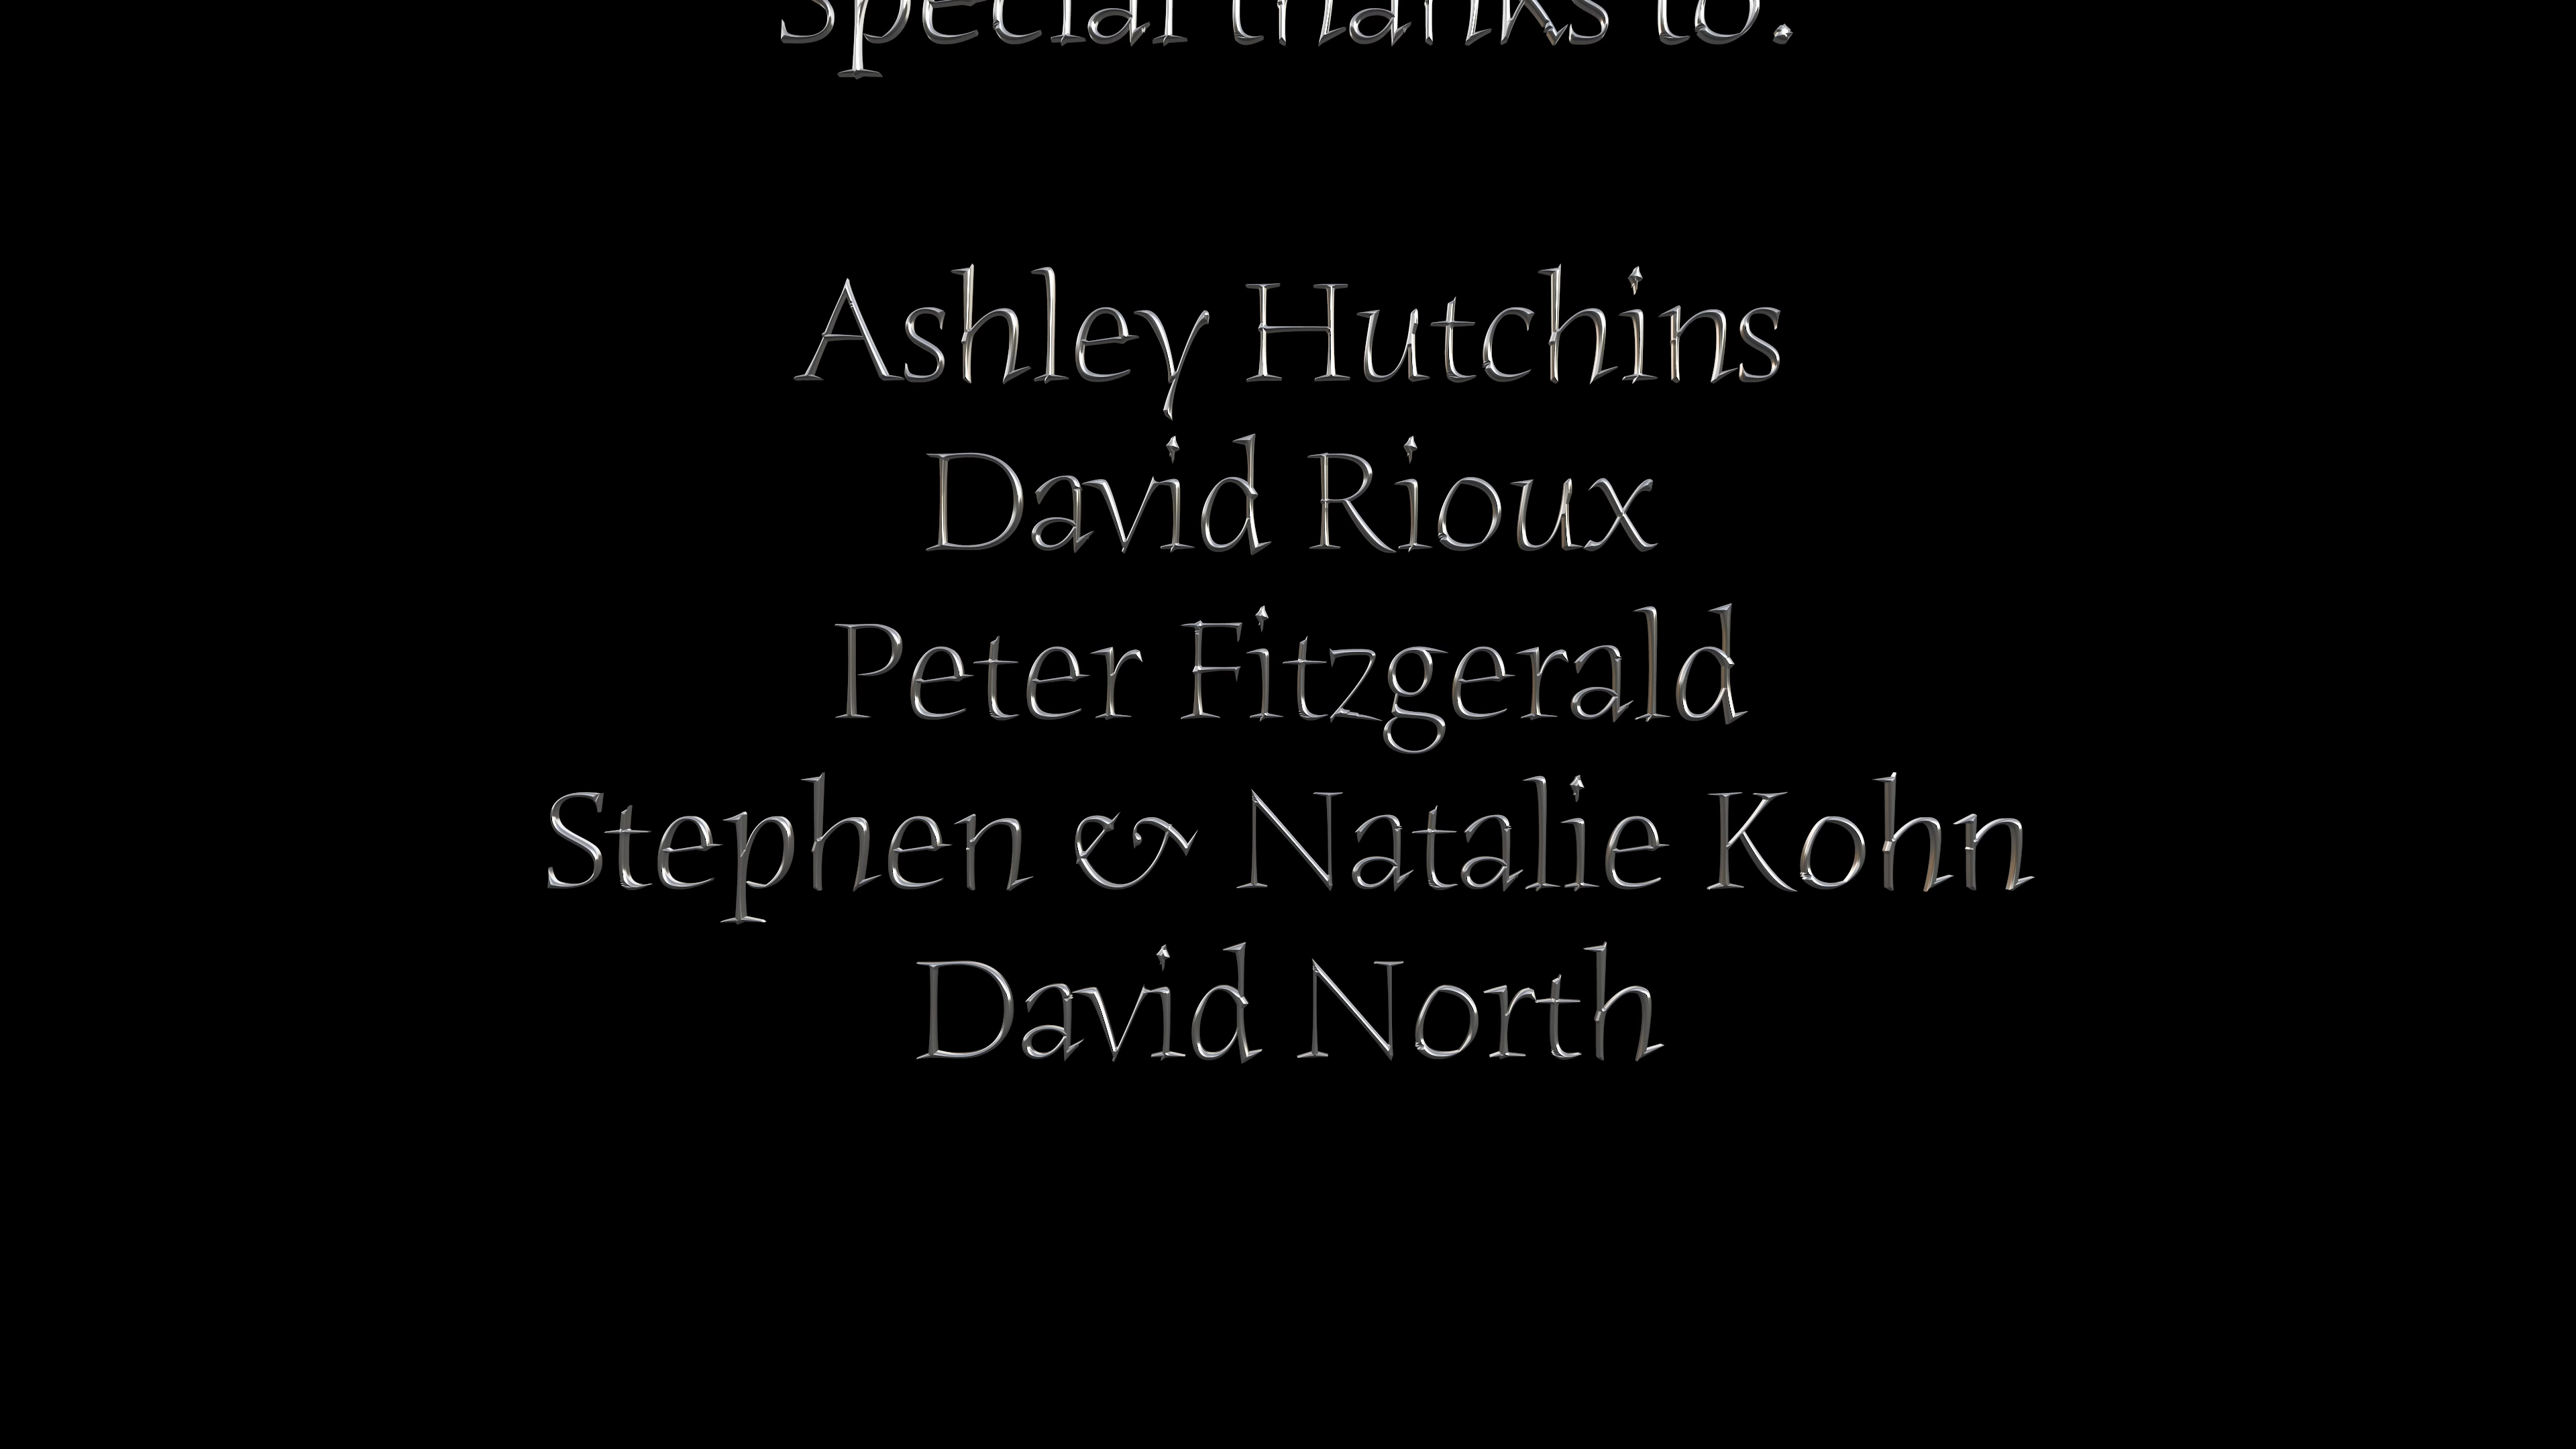 Special thanks to:
Ashley Hutchins
David Rioux
Peter Fitzgerald
Stephen & Natalie Kohn
David North